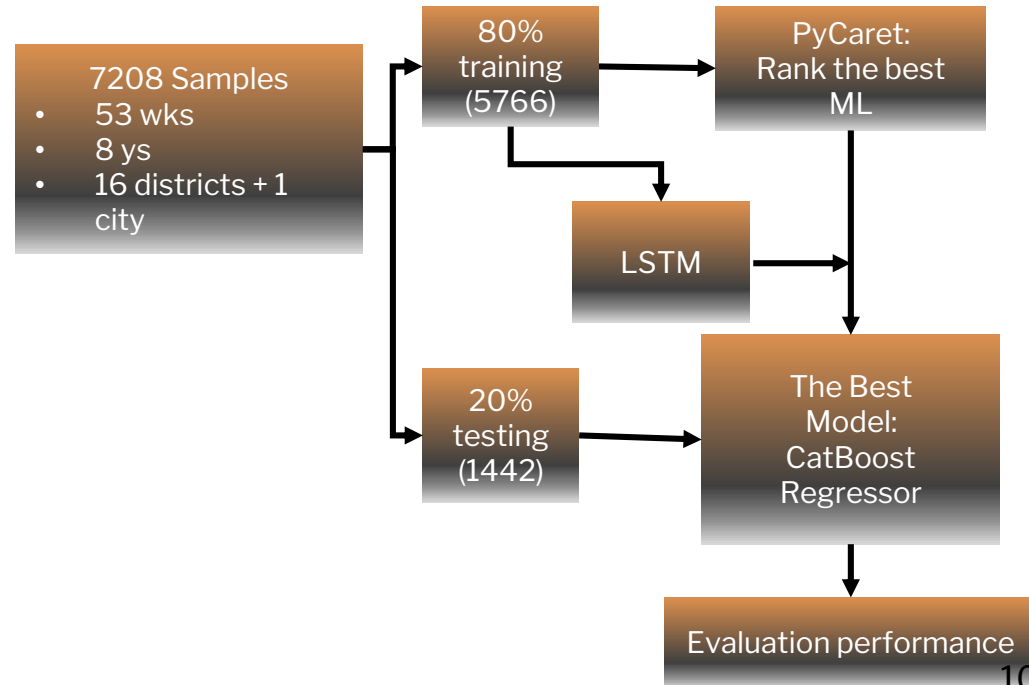 7208 Samples
• 53 wks
• 8 ys
• 16 districts + 1
city
80%
training
(5766)
PyCaret:
Rank the best
ML
LSTM
20%
testing
(1442)
The Best
Model:
CatBoost
Regressor
Evaluation performance
10